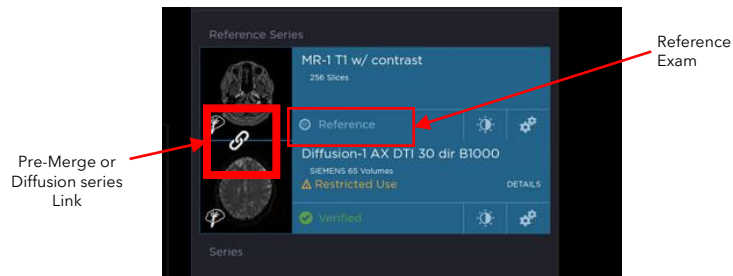 Reference Series
MR-1 T1 w/ contrast
256 Slices
Reference
Exam
Reference
Pre-Merge or
Diffusion series
Link
Diffusion-1 AX DTI 30 dir B1000
SIEMENS 65 Volumes
Restricted Use
DETAILS
Verified
Series